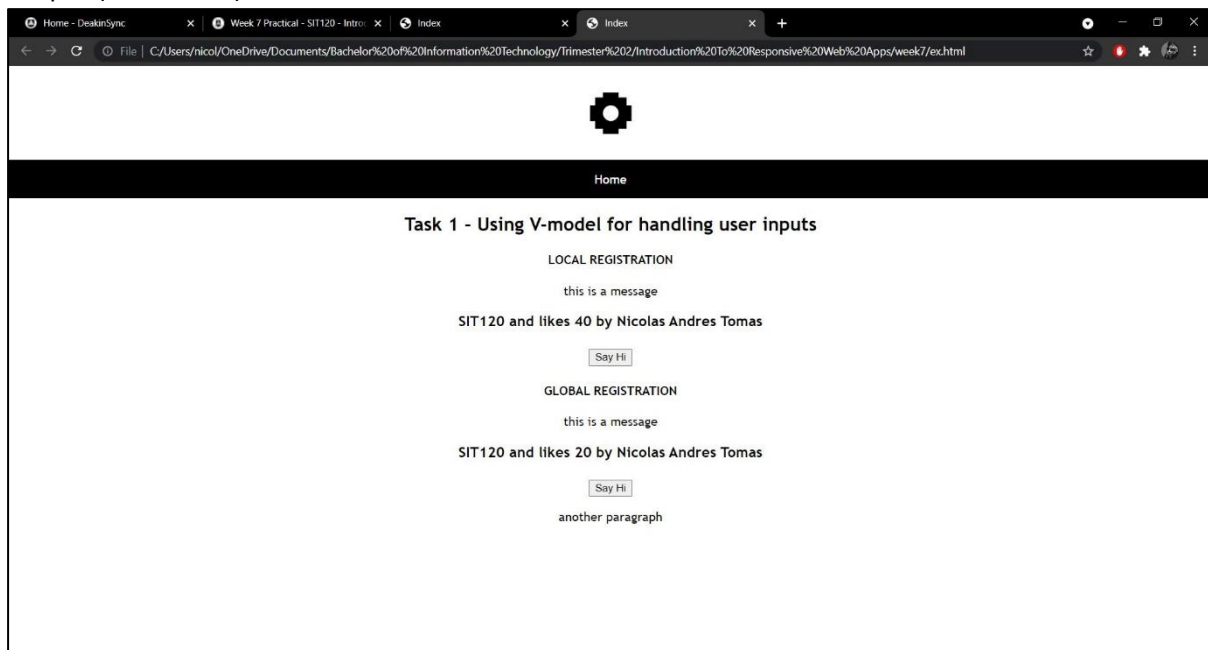 Home - DeakinSync
Week 7 Practical - SIT120 - Introd
Index
Index
File | C:/Users/nicol/OneDrive/Documents/Bachelor%20of%20Information%20Technology/Trimester%202/Introduction%20To%20Responsive%20Web%20Apps/week7/ex.html
Home
Task 1 - Using V-model for handling user inputs
LOCAL REGISTRATION
this is a message
SIT120 and likes 40 by Nicolas Andres Tomas
Say Hi
GLOBAL REGISTRATION
this is a message
SIT120 and likes 20 by Nicolas Andres Tomas
Say Hi
another paragraph